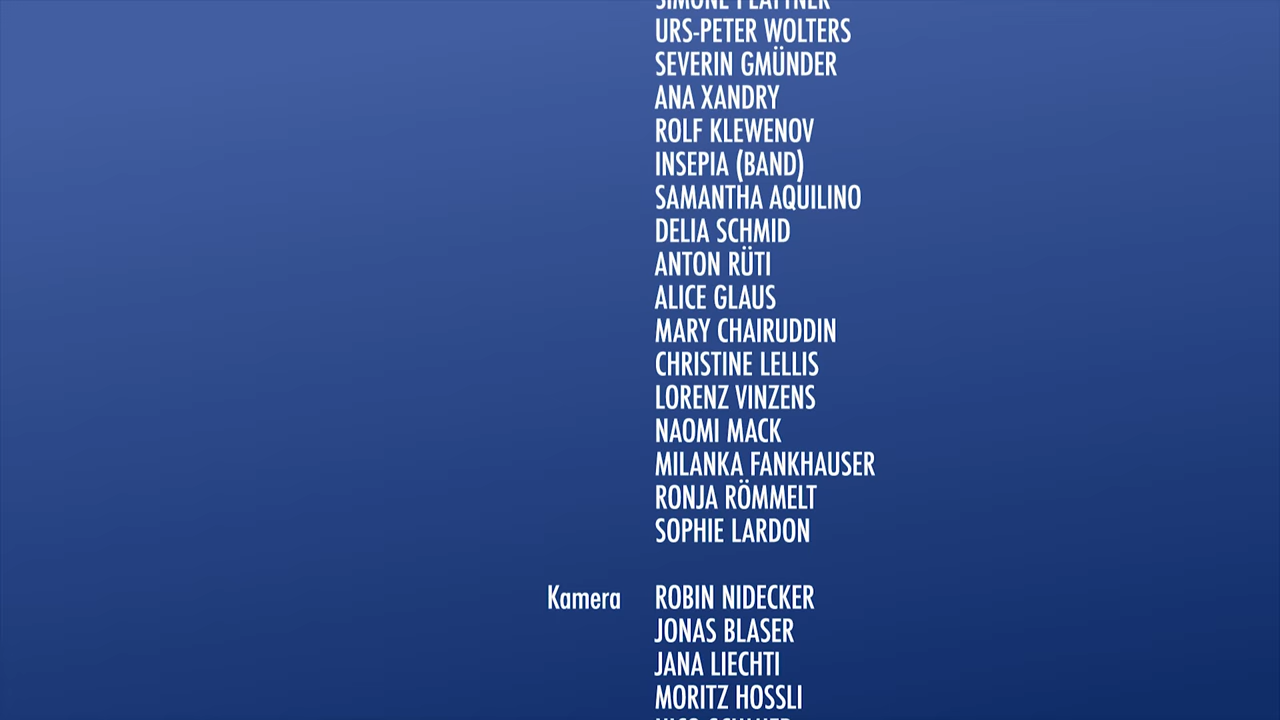 URS-PETER WOLTERS
SEVERIN GMÜNDER
ANA XANDRY
ROLF KLEWENOV
INSEPIA (BAND)
SAMANTHA AQUILINO
DELIA SCHMID
ANTON RÜTI
ALICE GLAUS
MARY CHAIRUDDIN
CHRISTINE LELLIS
LORENZ VINZENS
NAOMI MACK
MILANKA FANKHAUSER
RONJA RÖMMELT
SOPHIE LARDON
Kamera ROBIN NIDECKER
JONAS BLASER
JANA LIECHTI
MORITZ HOSSLI